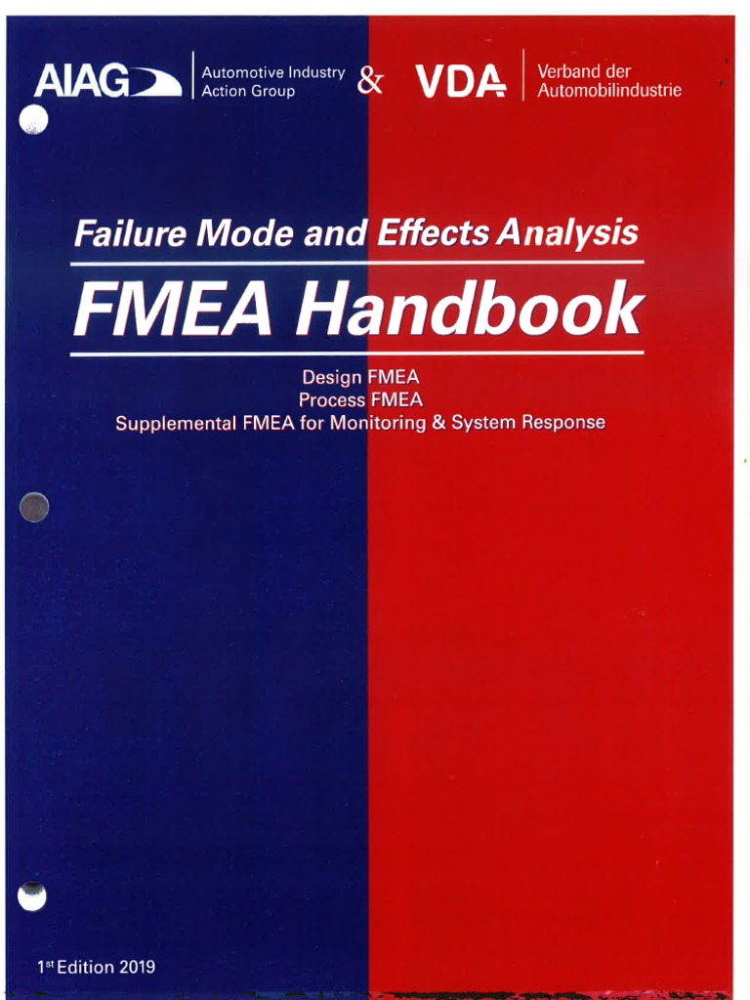 AIAG
Automotive Industry
Action Group
&
VDA
Verband der
Automobilindustrie
Failure Mode and Effects Analysis
FMEA Handbook
Design FMEA
Process FMEA
Supplemental FMEA for Monitoring & System Response
1st Edition 2019